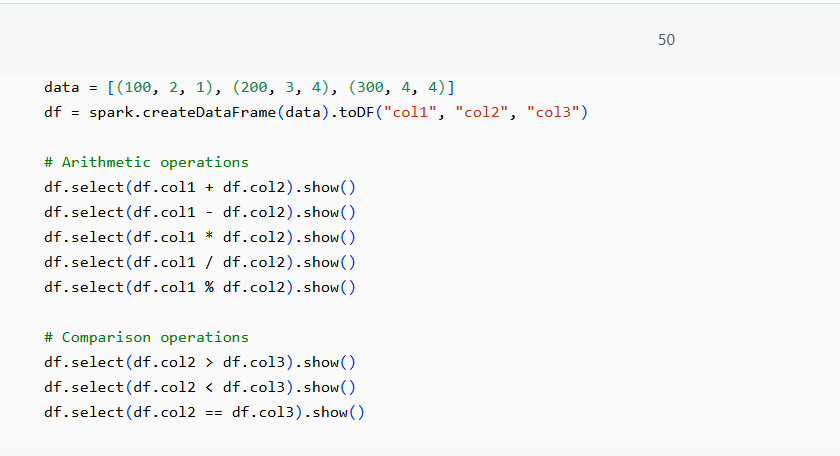 50
data = [(100, 2, 1), (200, 3, 4), (300, 4, 4)]
df = spark.createDataFrame(data).toDF("col1", "col2", "col3")
# Arithmetic operations
df.select(df.col1 + df.col2).show()
df.select(df.col1 - df.col2).show()
df.select(df.col1 * df.col2).show()
df.select(df.col1 / df.col2).show()
df.select(df.col1 % df.col2).show()
# Comparison operations
df.select(df.col2 > df.col3).show()
df.select(df.col2 < df.col3).show()
df.select(df.col2 == df.col3).show()